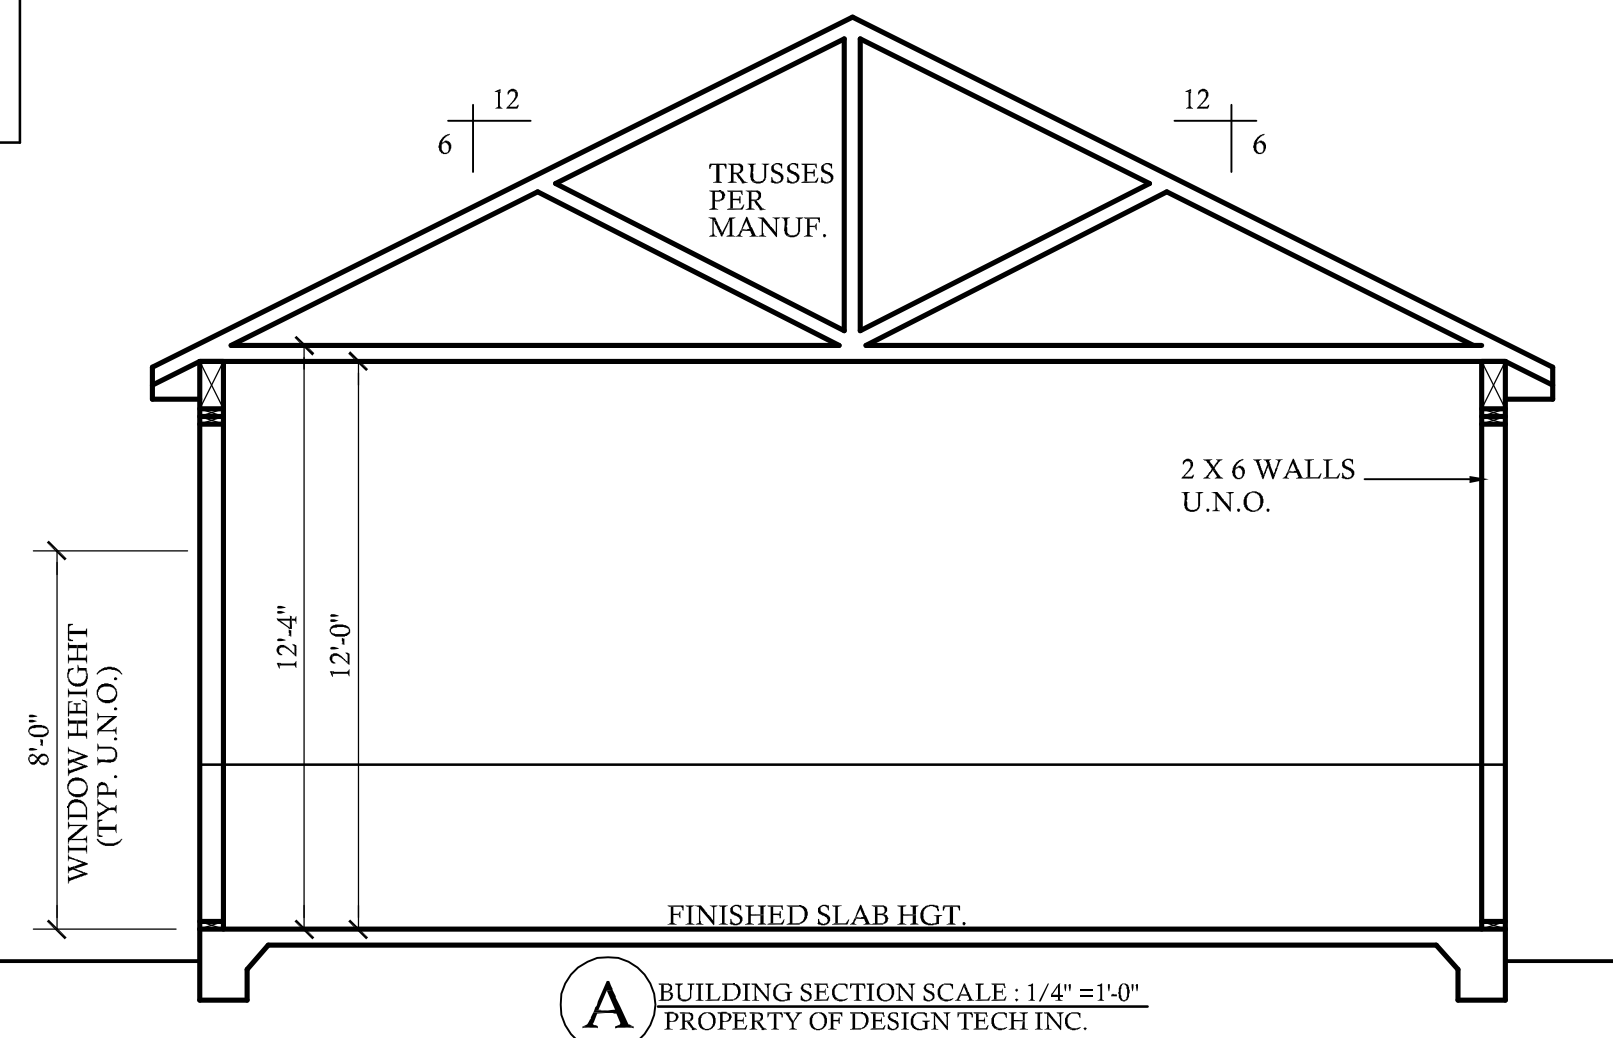 12
6
12
6
TRUSSES
PER
MANUF.
2 X 6 WALLS
U.N.O.
8'-0"
WINDOW HEIGHT
(TYP. U.N.O.)
12'-4"
12'-0"
FINISHED SLAB HGT.
A
BUILDING SECTION SCALE : 1/4" =1'-0"
PROPERTY OF DESIGN TECH INC.